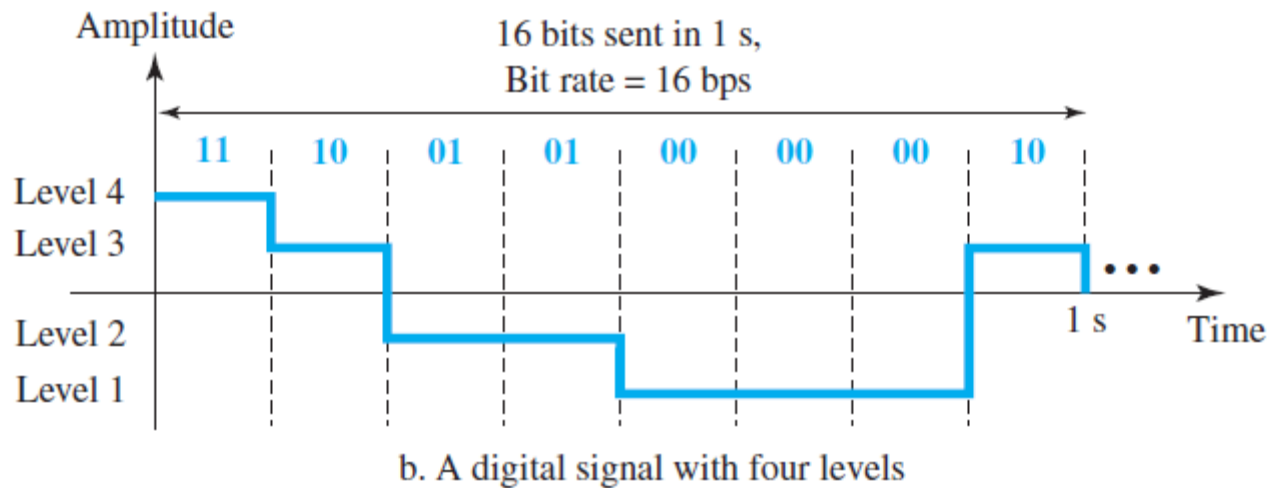 Amplitude
16 bits sent in 1 s,
Bit rate = 16 bps
11 10 01 01 00 00 00 10
Level 4
Level 3
Level 2
Level 1
•••
1 s
Time
b. A digital signal with four levels